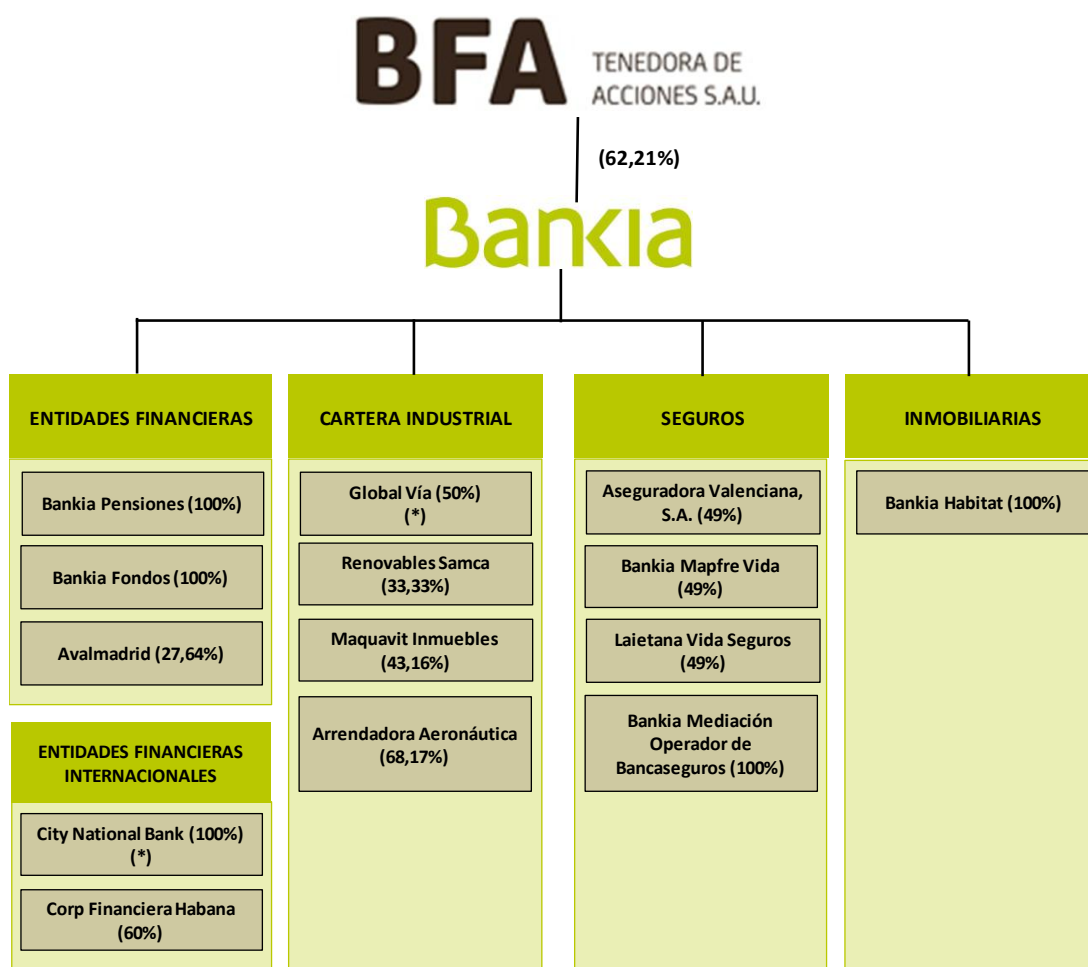 BFA
TENEDORA DE
ACCIONES S.A.U.
(62,21%)
Bankia
ENTIDADES FINANCIERAS
Bankia Pensiones (100%)
Bankia Fondos (100%)
Avalmadrid (27,64%)
ENTIDADES FINANCIERAS
INTERNACIONALES
City National Bank (100%)
(*)
Corp Financiera Habana
(60%)
CARTERA INDUSTRIAL
Global Vía (50%)
(*)
Renovables Samca
(33,33%)
Maquavit Inmuebles
(43,16%)
Arrendadora Aeronáutica
(68,17%)
SEGUROS
Aseguradora Valenciana,
S.A. (49%)
Bankia Mapfre Vida
(49%)
Laietana Vida Seguros
(49%)
Bankia Mediación
Operador de
Bancaseguros (100%)
INMOBILIARIAS
Bankia Habitat (100%)